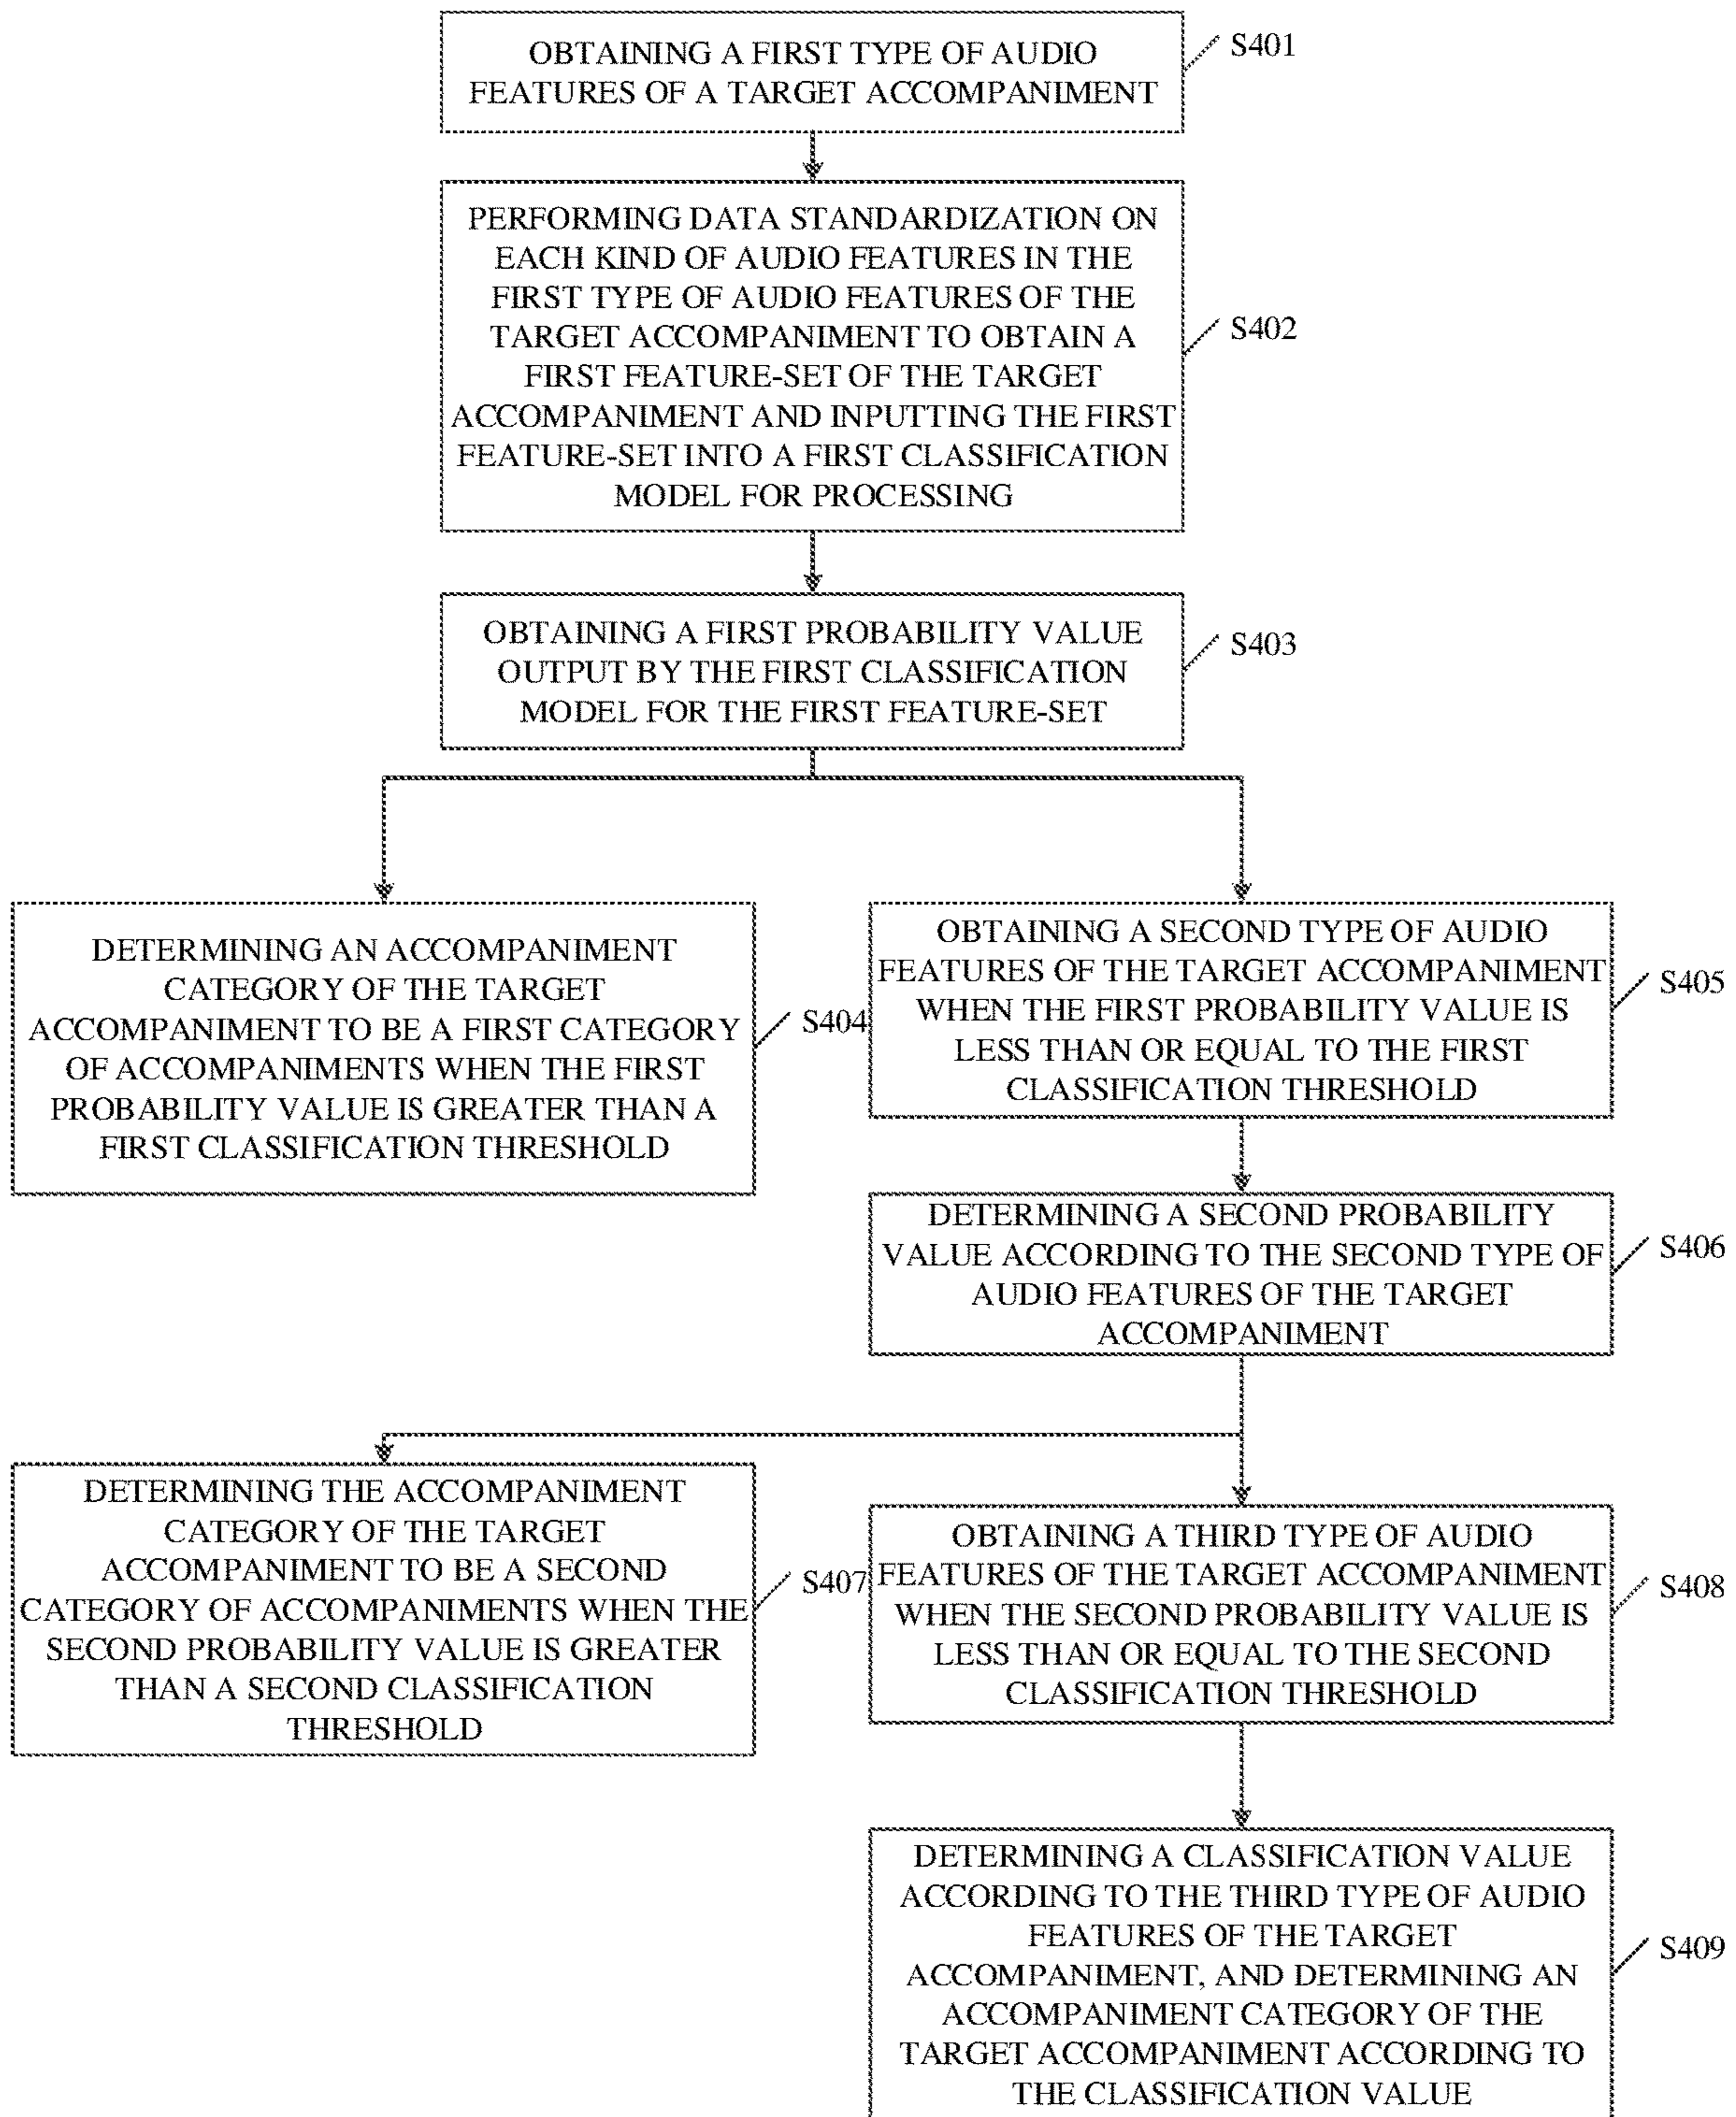 OBTAINING A FIRST TYPE OF AUDIO
FEATURES OF A TARGET ACCOMPANIMENT
S401
PERFORMING DATA STANDARDIZATION ON
EACH KIND OF AUDIO FEATURES IN THE
FIRST TYPE OF AUDIO FEATURES OF THE
TARGET ACCOMPANIMENT TO OBTAIN A
FIRST FEATURE-SET OF THE TARGET
ACCOMPANIMENT AND INPUTTING THE FIRST
FEATURE-SET INTO A FIRST CLASSIFICATION
MODEL FOR PROCESSING
S402
OBTAINING A FIRST PROBABILITY VALUE
OUTPUT BY THE FIRST CLASSIFICATION
MODEL FOR THE FIRST FEATURE-SET
S403
DETERMINING AN ACCOMPANIMENT
CATEGORY OF THE TARGET
ACCOMPANIMENT TO BE A FIRST CATEGORY
OF ACCOMPANIMENTS WHEN THE FIRST
PROBABILITY VALUE IS GREATER THAN A
FIRST CLASSIFICATION THRESHOLD
S404
OBTAINING A SECOND TYPE OF AUDIO
FEATURES OF THE TARGET ACCOMPANIMENT
WHEN THE FIRST PROBABILITY VALUE IS
LESS THAN OR EQUAL TO THE FIRST
CLASSIFICATION THRESHOLD
S405
DETERMINING A SECOND PROBABILITY
VALUE ACCORDING TO THE SECOND TYPE OF
AUDIO FEATURES OF THE TARGET
ACCOMPANIMENT
S406
DETERMINING THE ACCOMPANIMENT
CATEGORY OF THE TARGET
ACCOMPANIMENT TO BE A SECOND
CATEGORY OF ACCOMPANIMENTS WHEN THE
SECOND PROBABILITY VALUE IS GREATER
THAN A SECOND CLASSIFICATION
THRESHOLD
S407
OBTAINING A THIRD TYPE OF AUDIO
FEATURES OF THE TARGET ACCOMPANIMENT
WHEN THE SECOND PROBABILITY VALUE IS
LESS THAN OR EQUAL TO THE SECOND
CLASSIFICATION THRESHOLD
S408
DETERMINING A CLASSIFICATION VALUE
ACCORDING TO THE THIRD TYPE OF AUDIO
FEATURES OF THE TARGET
ACCOMPANIMENT, AND DETERMINING AN
ACCOMPANIMENT CATEGORY OF THE
TARGET ACCOMPANIMENT ACCORDING TO
THE CLASSIFICATION VALUE
S409